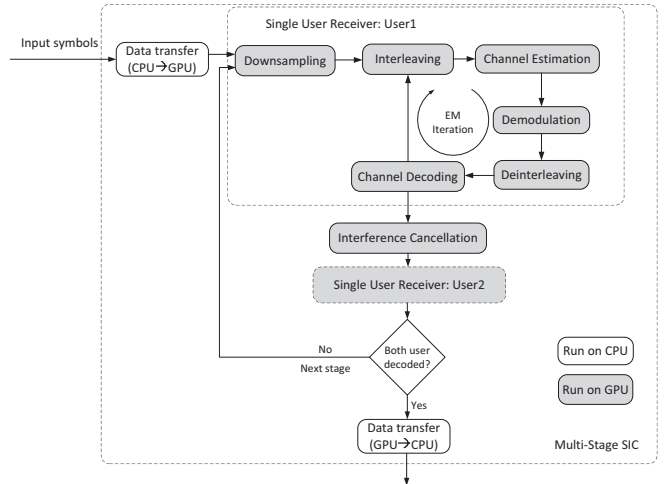 Single User Receiver: User1
Input symbols
Data transfer
(CPU→GPU)
Downsampling
Interleaving
Channel Estimation
EM
Iteration
Demodulation
Channel Decoding
Deinterleaving
Interference Cancellation
Single User Receiver: User2
No
Next stage
Both user
decoded?
Run on CPU
Run on GPU
Yes
Data transfer
(GPU→CPU)
Multi-Stage SIC